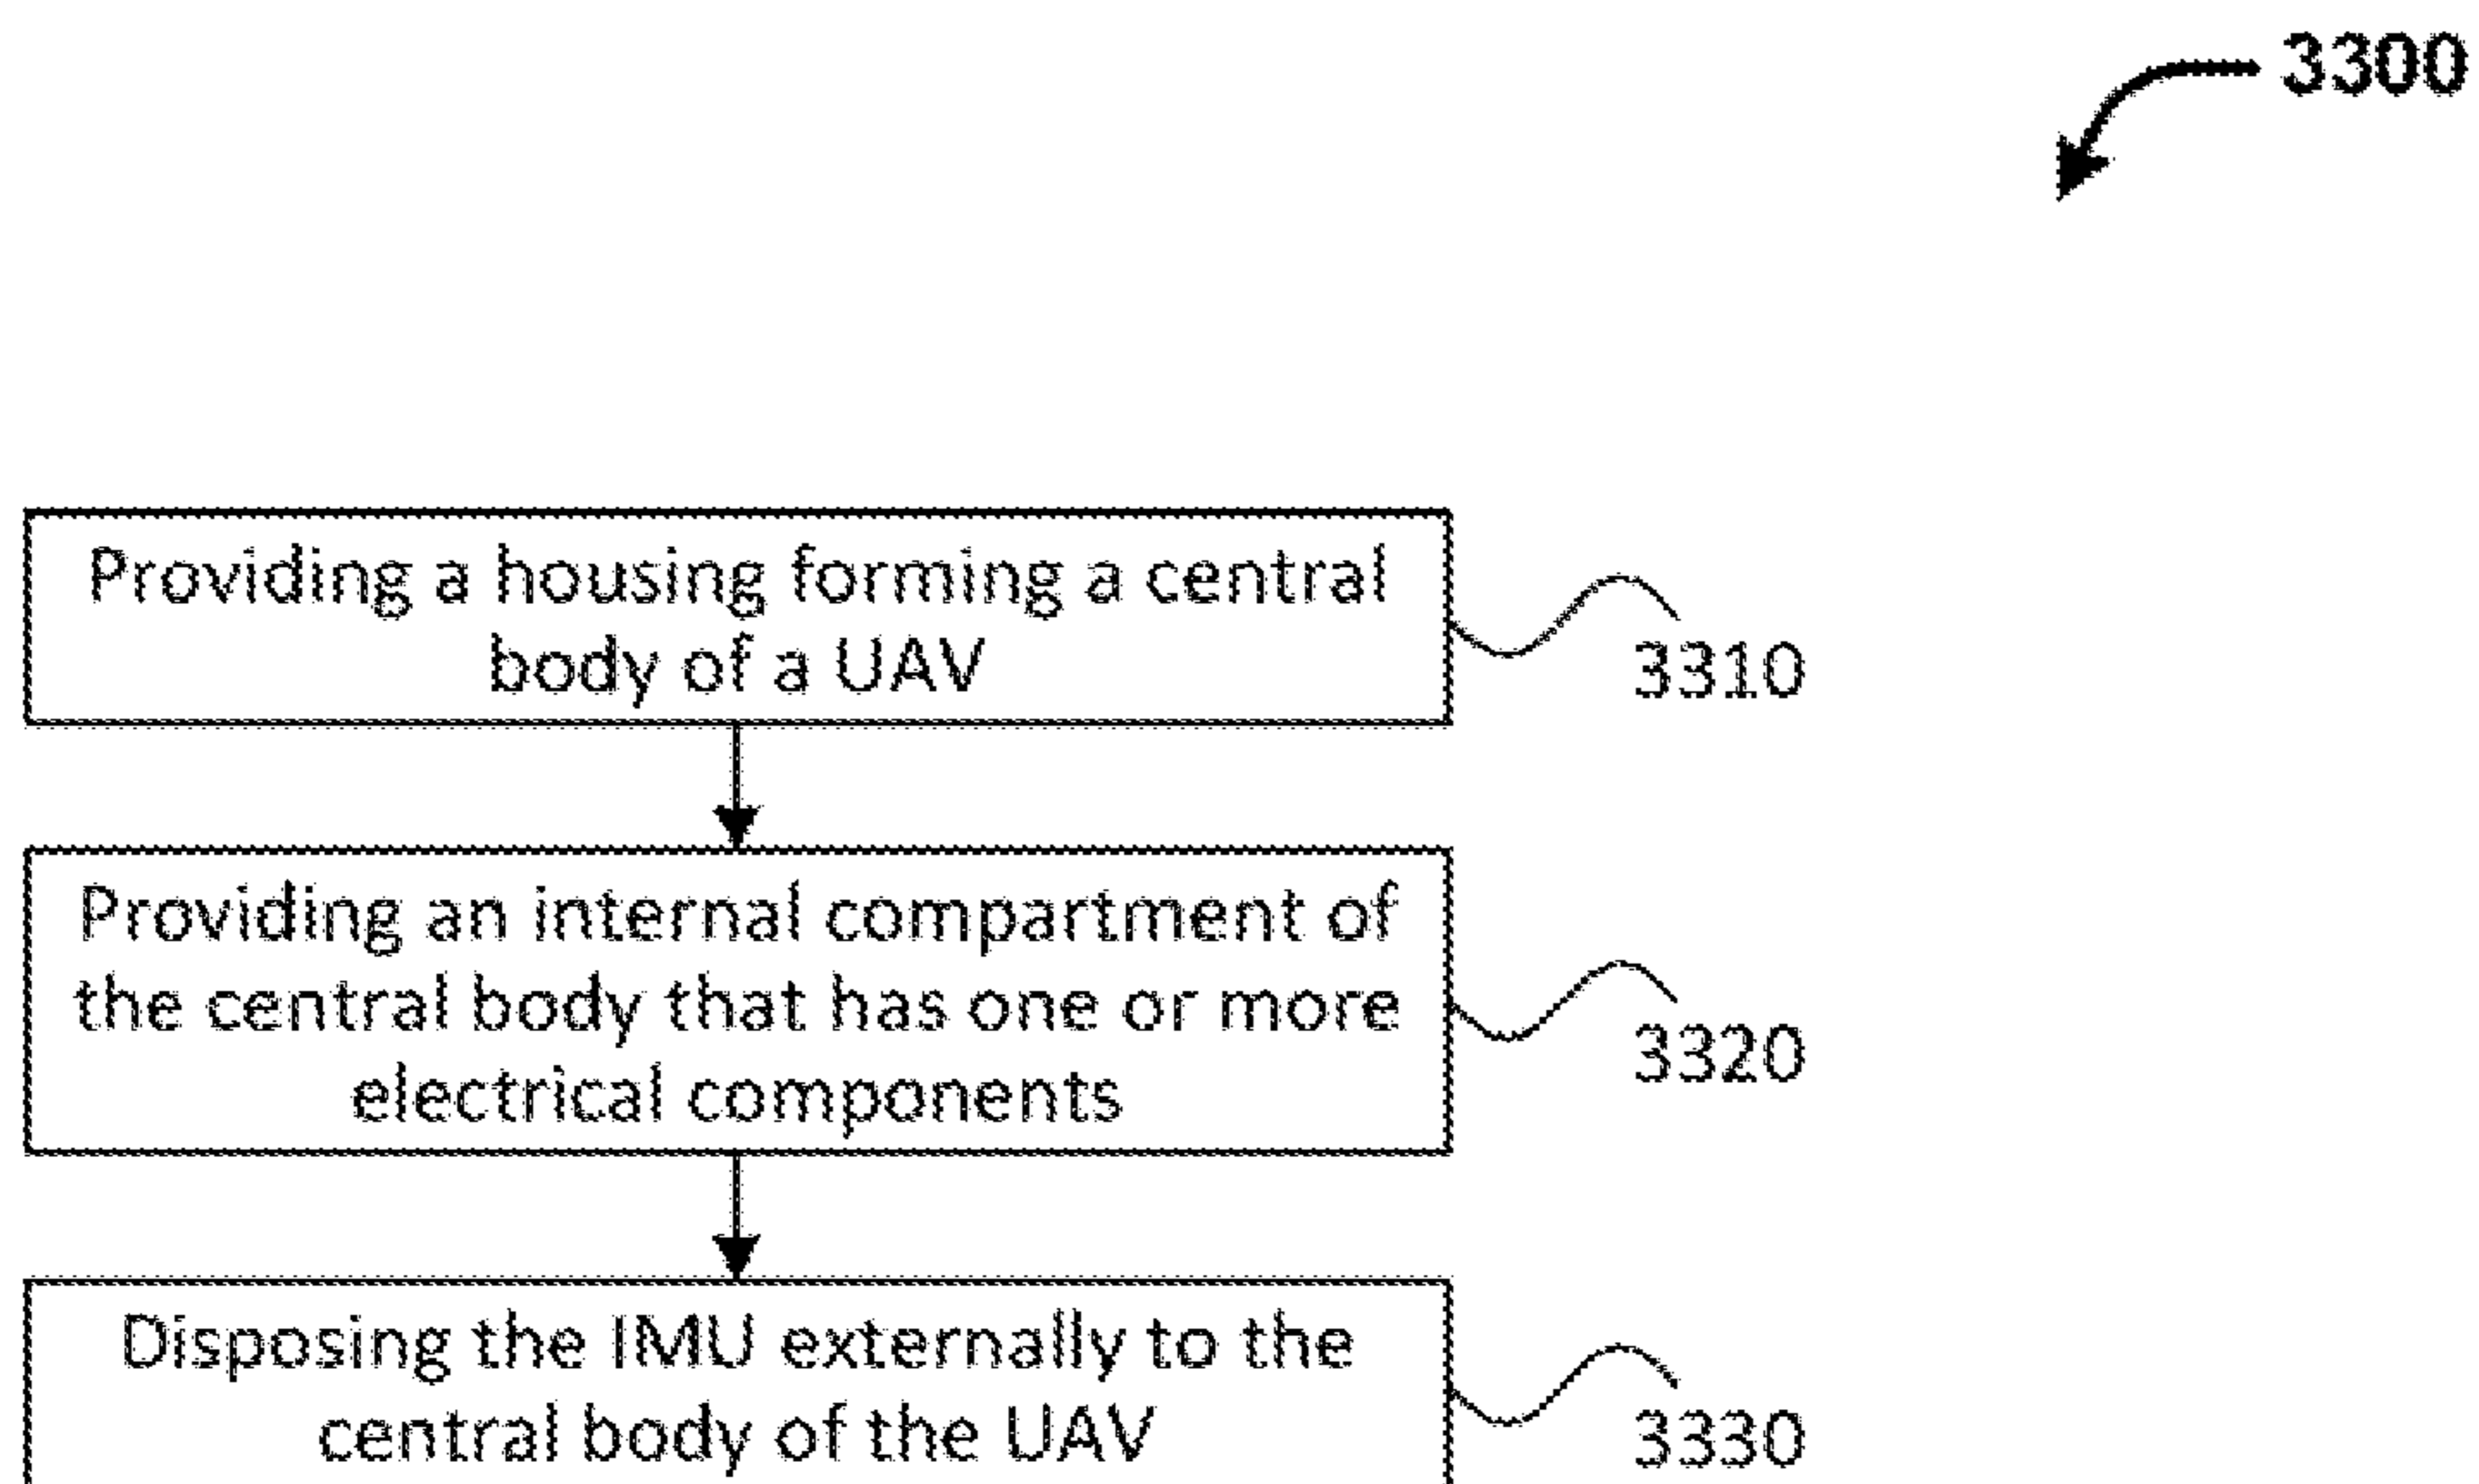 3300
Providing a housing forming a central
body of a UAV
3310
Providing an internal compartment of
the central body that has one or more
electrical components
3320
Disposing the IMU externally to the
central body of the UAV
3330